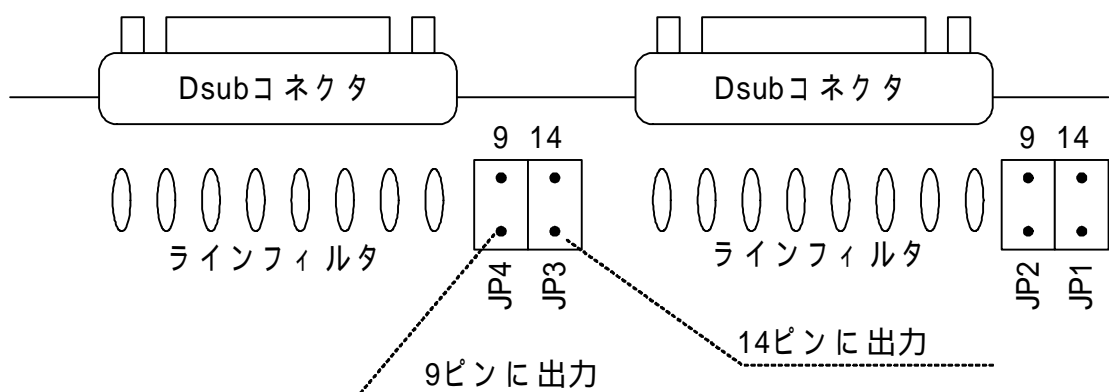 Dsubコネクタ Dsubコネクタ
9 14 9 14
ラインフィルタ ラインフィルタ
JP4 JP3 JP2 JP1
14ピンに出力
9ピンに出力